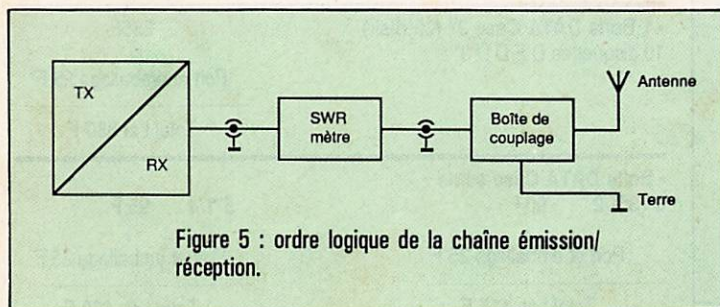 TX
RX
SWR
mètre
Boîte de
couplage
Antenne
Terre
Figure 5 : ordre logique de la chaîne émission/
réception.